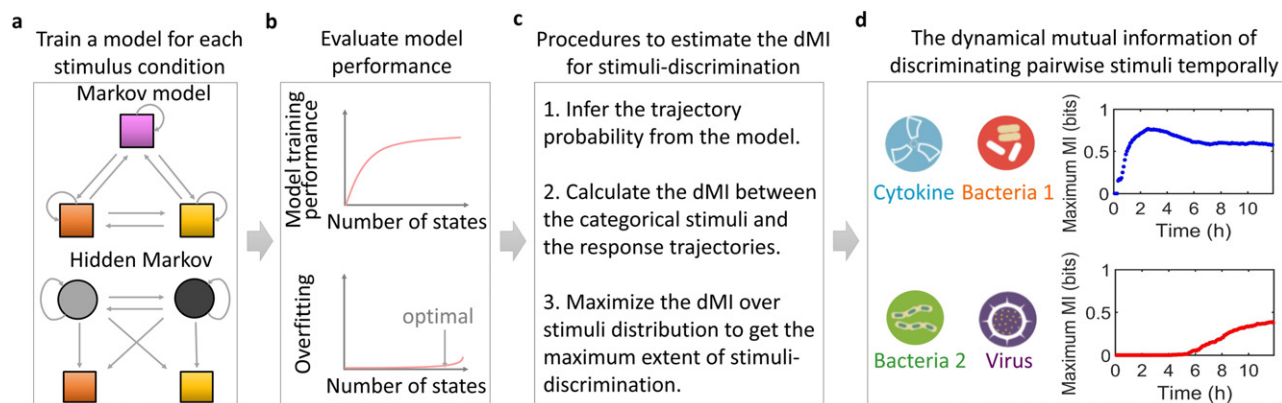 a
Train a model for each
stimulus condition
Markov model
Hidden Markov
b
Evaluate model
performance
Model training
performance
Number of states
Overfitting
optimal
Number of states
c
Procedures to estimate the dMI
for stimuli-discrimination
1. Infer the trajectory
probability from the model.
2. Calculate the dMI between
the categorical stimuli and
the response trajectories.
3. Maximize the dMI over
stimuli distribution to get the
maximum extent of stimuli-
discrimination.
d
The dynamical mutual information of
discriminating pairwise stimuli temporally
Cytokine
Bacteria 1
Maximum MI (bits)
1
0.5
0
0 2 4 6 8 10 12
Time (h)
Bacteria 2
Virus
Maximum MI (bits)
1
0.5
0
0 2 4 6 8 10 12
Time (h)